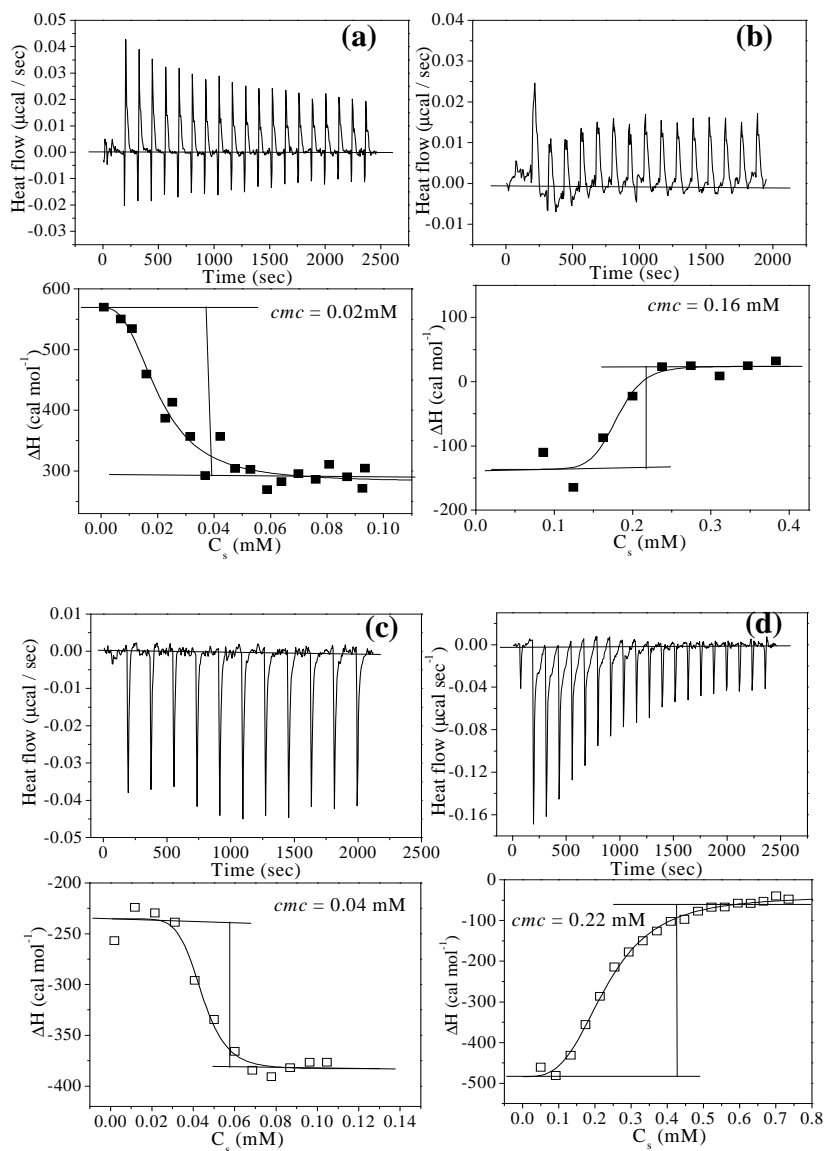 (a)
Heat flow (µcal / sec)
0.05
0.04
0.03
0.02
0.01
0.00
-0.01
-0.02
-0.03
0 500 1000 1500 2000 2500
Time (sec)
(b)
Heat flow (µcal / sec)
0.04
0.03
0.02
0.01
0.00
-0.01
0 500 1000 1500 2000
Time (sec)
cmc = 0.02mM
ΔH (cal mol⁻¹)
600
500
400
300
0.00 0.02 0.04 0.06 0.08 0.10
Cₛ (mM)
cmc = 0.16 mM
ΔH (cal mol⁻¹)
100
0
-100
-200
0.0 0.1 0.2 0.3 0.4
Cₛ (mM)
(c)
Heat flow (µcal / sec)
0.01
0.00
-0.01
-0.02
-0.03
-0.04
-0.05
0 500 1000 1500 2000 2500
Time (sec)
(d)
Heat flow (µcal sec⁻¹)
0.00
-0.04
-0.08
-0.12
-0.16
0 500 1000 1500 2000 2500
Time (sec)
cmc = 0.04 mM
ΔH (cal mol⁻¹)
-200
-250
-300
-350
-400
0.00 0.02 0.04 0.06 0.08 0.10 0.12 0.14
Cₛ (mM)
cmc = 0.22 mM
ΔH (cal mol⁻¹)
0
-100
-200
-300
-400
-500
0.0 0.1 0.2 0.3 0.4 0.5 0.6 0.7 0.8
Cₛ (mM)